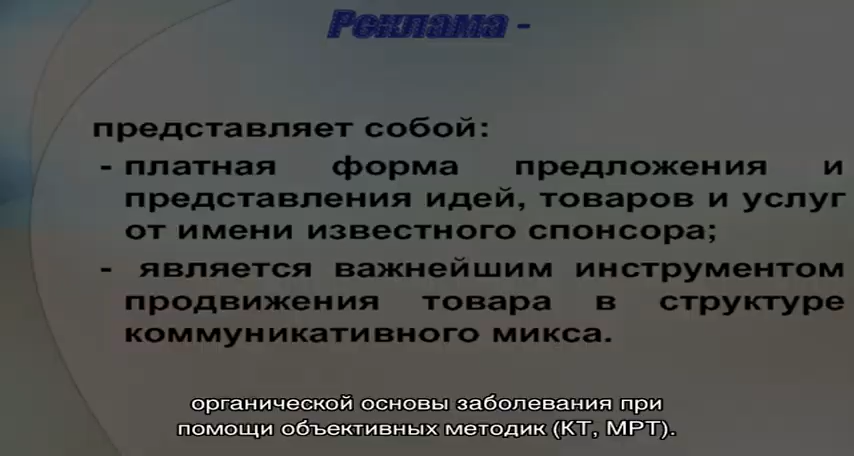 Реклама -
представляет собой:
- платная форма предложения и
представления идей, товаров и услуг
от имени известного спонсора;
- является важнейшим инструментом
продвижения товара в структуре
коммуникативного микса.
органической основы заболевания при
помощи объективных методик (КТ, МРТ).